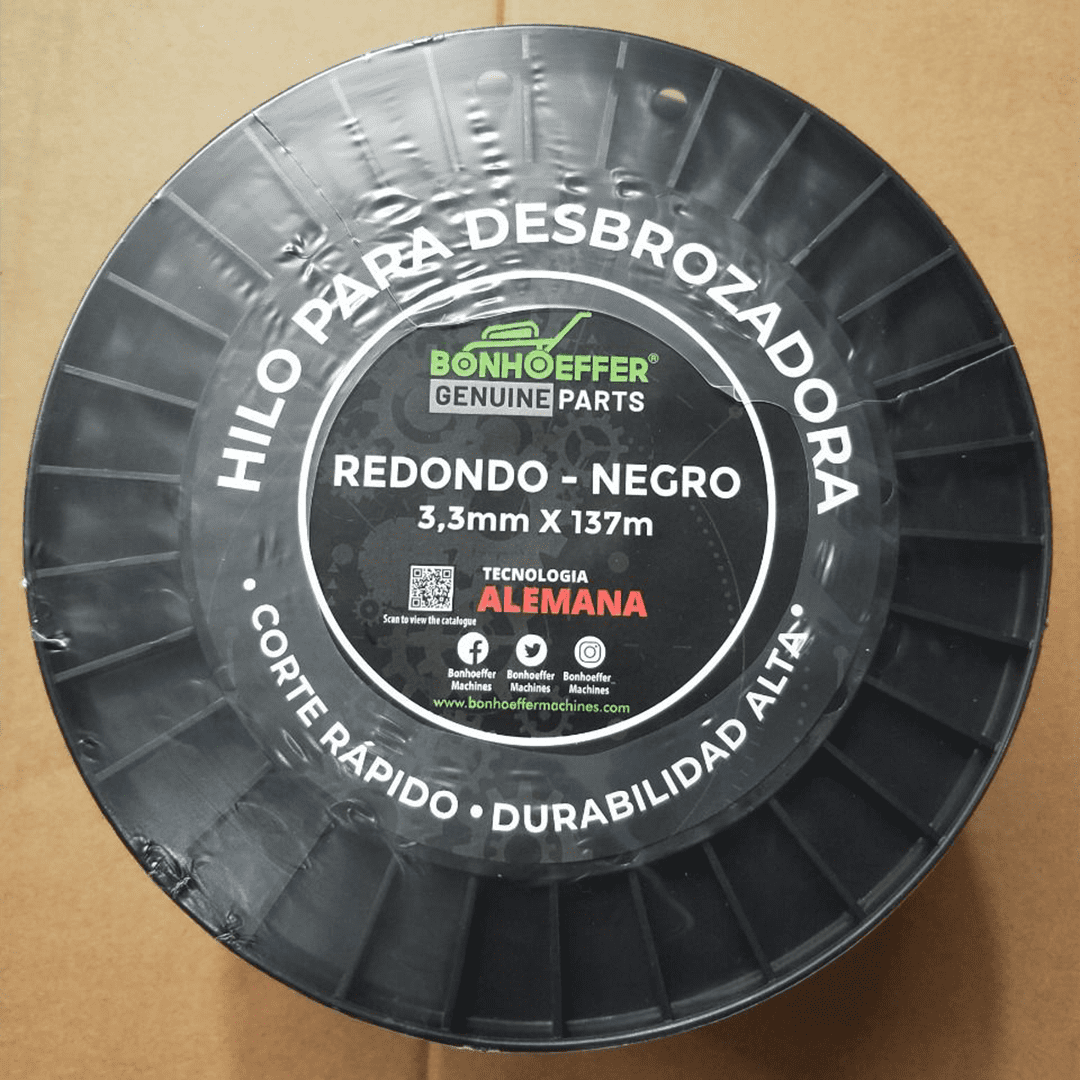 HILO PARA DESBROZADORA
BONHOEFFER®
GENUINE PARTS
REDONDO - NEGRO
3,3mm X 137m
TECNOLOGIA
ALEMANA
Scan to view the catalogue
Bonhoeffer Machines
Bonhoeffer Machines
Bonhoeffer_ Machines
www.bonhoeffermachines.com
• CORTE RÁPIDO • DURABILIDAD ALTA •